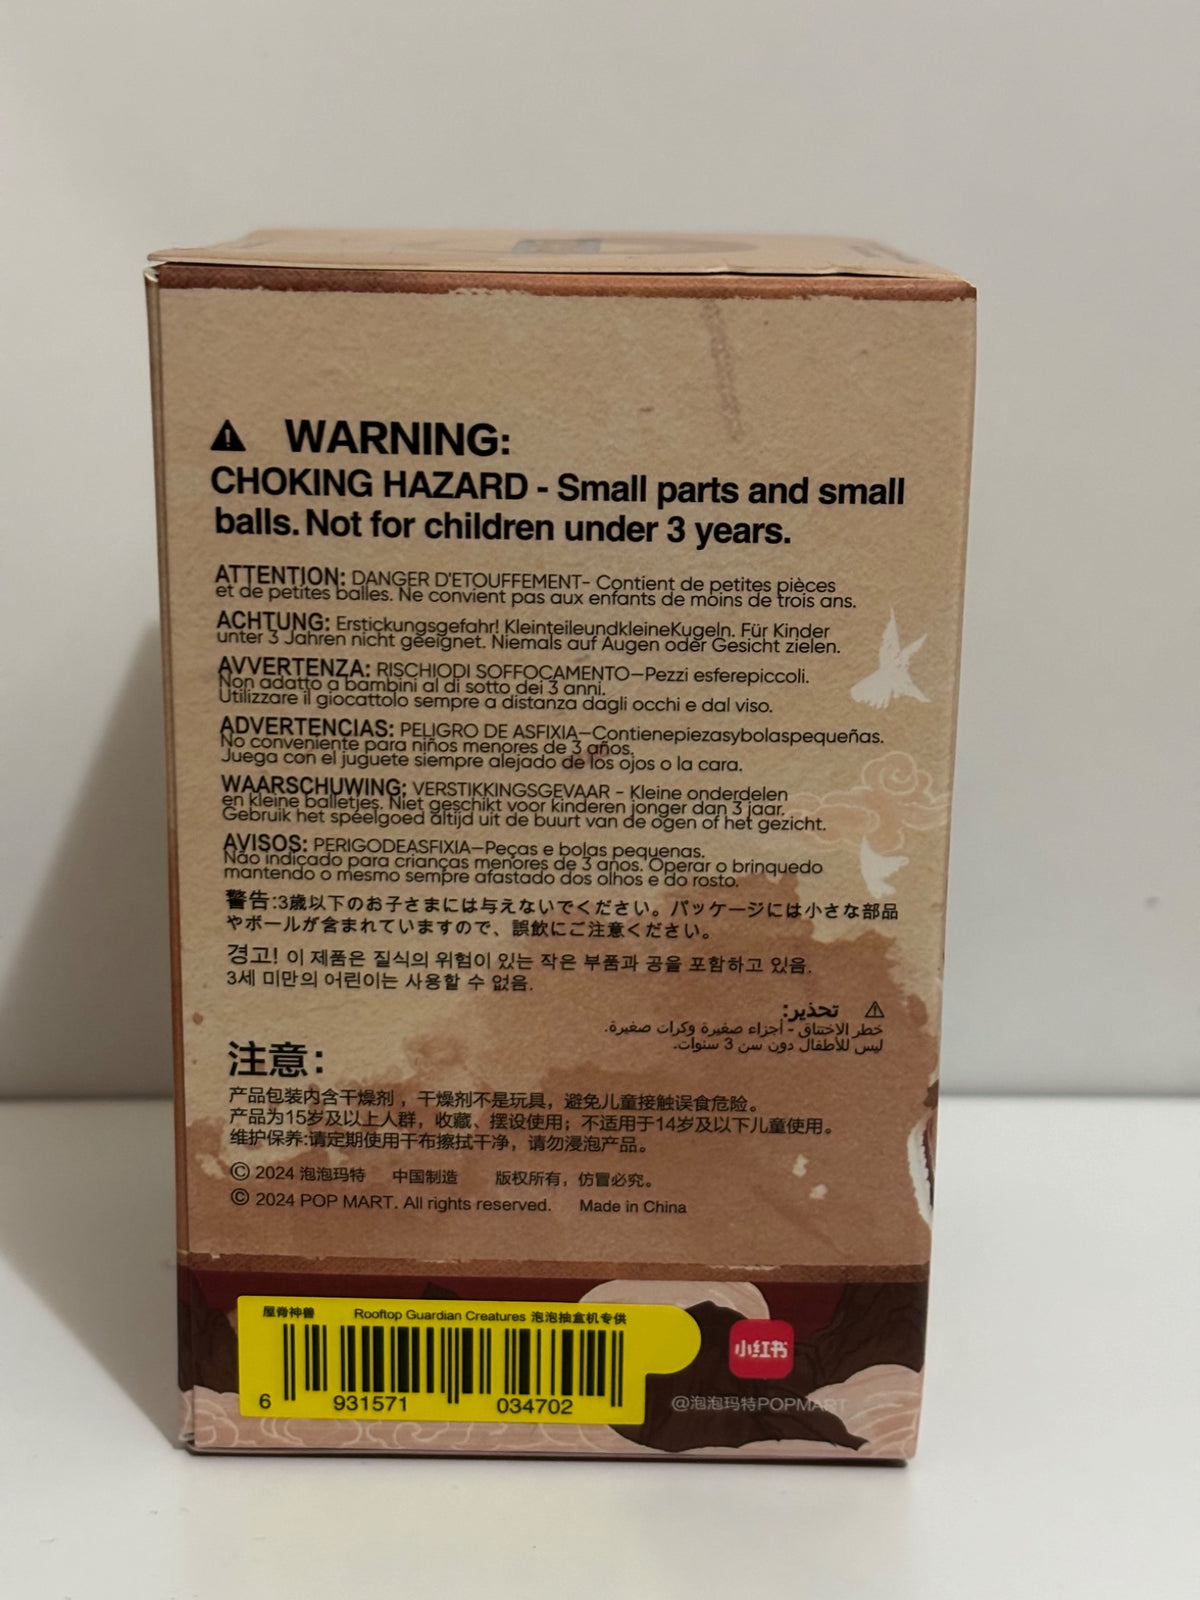 ⚠ WARNING:
CHOKING HAZARD - Small parts and small
balls. Not for children under 3 years.
ATTENTION: DANGER D'ETOUFFEMENT- Contient de petites pièces
et de petites balles. Ne convient pas aux enfants de moins de trois ans.
ACHTUNG: Erstickungsgefahr! KleinteileundkleineKugeln. Für Kinder
unter 3 Jahren nicht geeignet. Niemals auf Augen oder Gesicht zielen.
AVVERTENZA: RISCHIODI SOFFOCAMENTO—Pezzi esferepiccoli.
Non adatto a bambini al di sotto dei 3 anni.
Utilizzare il giocattolo sempre a distanza dagli occhi e dal viso.
ADVERTENCIAS: PELIGRO DE ASFIXIA—Contienepiezasybolaspequeñas.
No conveniente para niños menores de 3 años.
Juega con el juguete siempre alejado de los ojos o la cara.
WAARSCHUWING: VERSTIKKINGSGEVAAR - Kleine onderdelen
en kleine balletjes. Niet geschikt voor kinderen jonger dan 3 jaar.
Gebruik het speelgoed altijd uit de buurt van de ogen of het gezicht.
AVISOS: PERIGODEASFIXIA—Peças e bolas pequenas.
Não indicado para crianças menores de 3 anos. Operar o brinquedo
mantendo o mesmo sempre afastado dos olhos e do rosto.
警告:3歳以下のお子さまには与えないでください。パッケージには小さな部品
やボールが含まれていますので、誤飲にご注意ください。
경고! 이 제품은 질식의 위험이 있는 작은 부품과 공을 포함하고 있음.
3세 미만의 어린이는 사용할 수 없음.
⚠ تحذير:
خطر الاختناق - أجزاء صغيرة وكرات صغيرة.
ليس للأطفال دون سن 3 سنوات.
注意：
产品包装内含干燥剂，干燥剂不是玩具，避免儿童接触误食危险。
产品为15岁及以上人群，收藏、摆设使用；不适用于14岁及以下儿童使用。
维护保养:请定期使用干布擦拭干净，请勿浸泡产品。
© 2024 泡泡玛特 中国制造 版权所有，仿冒必究。
© 2024 POP MART. All rights reserved. Made in China
屋脊神兽 Rooftop Guardian Creatures 泡泡抽盒机专供
6 931571 034702
小红书
@泡泡玛特POPMART